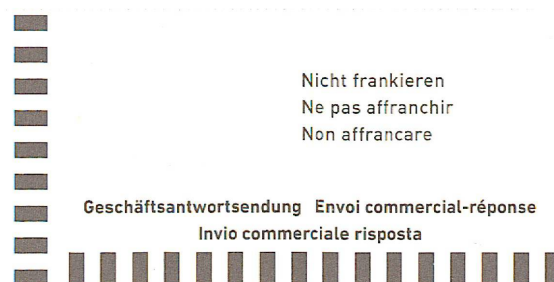 Nicht frankieren
Ne pas affranchir
Non affrancare
Geschäftsantwortsendung Envoi commercial-réponse
Invio commerciale risposta